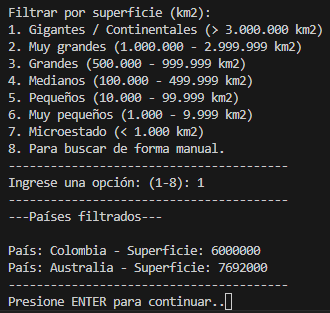 Filtrar por superficie (km2):
1. Gigantes / Continentales (> 3.000.000 km2)
2. Muy grandes (1.000.000 - 2.999.999 km2)
3. Grandes (500.000 - 999.999 km2)
4. Medianos (100.000 - 499.999 km2)
5. Pequeños (10.000 - 99.999 km2)
6. Muy pequeños (1.000 - 9.999 km2)
7. Microestado (< 1.000 km2)
8. Para buscar de forma manual.
----------------------------------------
Ingrese una opción: (1-8): 1
----------------------------------------
---Países filtrados---
País: Colombia - Superficie: 6000000
País: Australia - Superficie: 7692000
----------------------------------------
Presione ENTER para continuar..